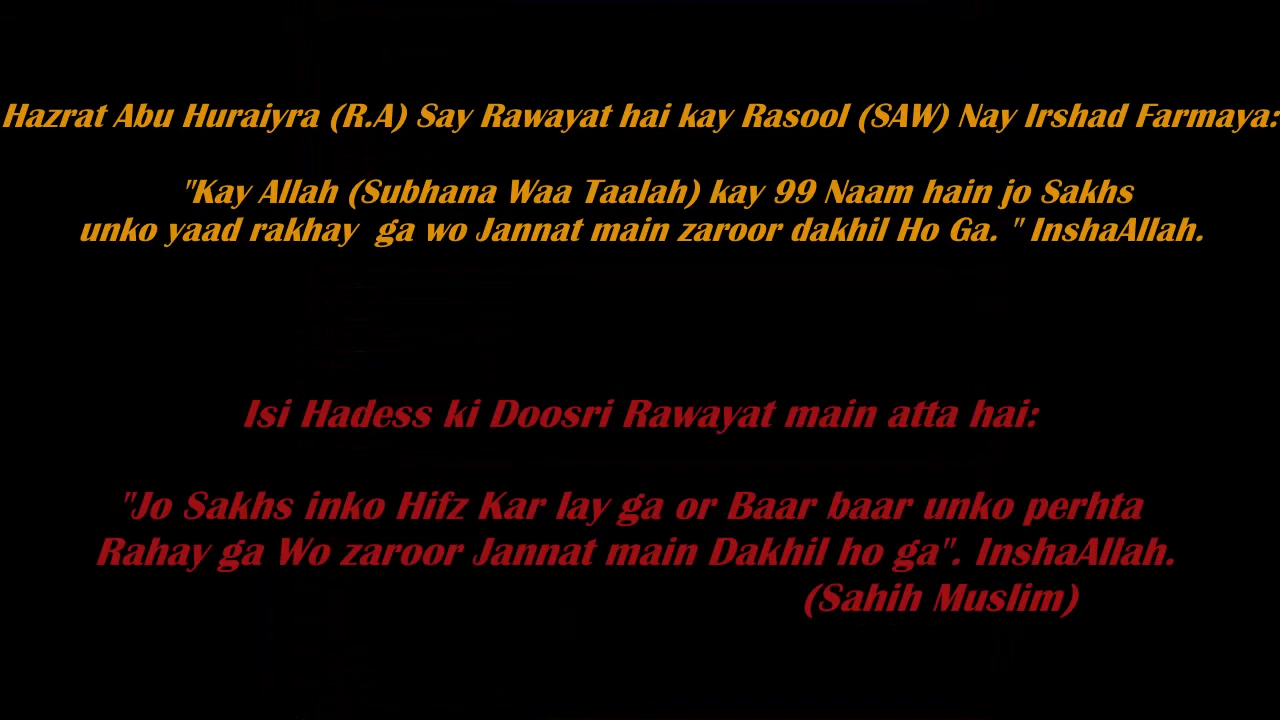 Hazrat Abu Huraiyra (R.A) Say Rawayat hai kay Rasool (SAW) Nay Irshad Farmaya:
"Kay Allah (Subhana Waa Taalah) kay 99 Naam hain jo Sakhs
unko yaad rakhay ga wo Jannat main zaroor dakhil Ho Ga. " InshaAllah.
Isi Hadess ki Doosri Rawayat main atta hai:
"Jo Sakhs inko Hifz Kar lay ga or Baar baar unko perhta
Rahay ga Wo zaroor Jannat main Dakhil ho ga". InshaAllah.
(Sahih Muslim)